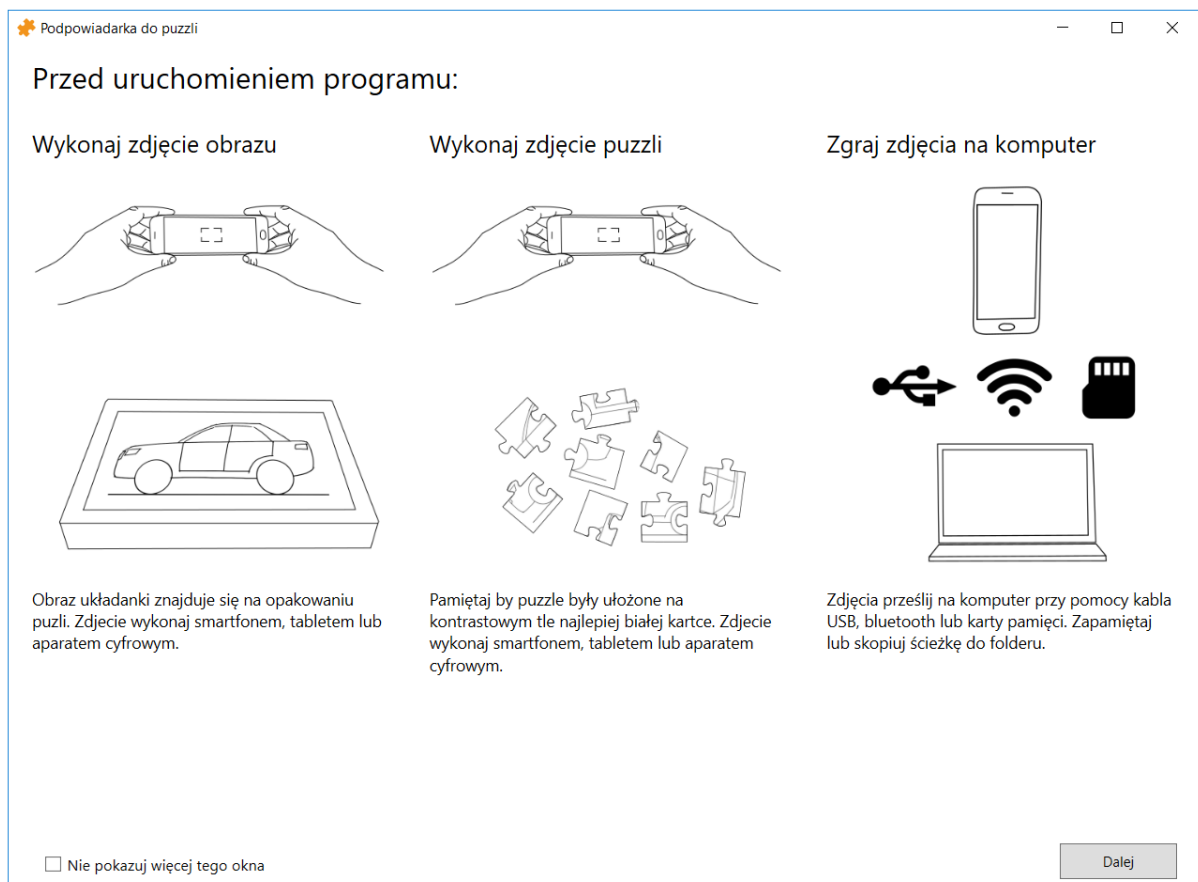 Podpowiadarka do puzzli
Przed uruchomieniem programu:
Wykonaj zdjęcie obrazu
Wykonaj zdjęcie puzzli
Zgraj zdjęcia na komputer
Obraz układanki znajduje się na opakowaniu
puzli. Zdjecie wykonaj smartfonem, tabletem lub
aparatem cyfrowym.
Pamiętaj by puzzle były ułożone na
kontrastowym tle najlepiej białej kartce. Zdjecie
wykonaj smartfonem, tabletem lub aparatem
cyfrowym.
Zdjęcia prześlij na komputer przy pomocy kabla
USB, bluetooth lub karty pamięci. Zapamiętaj
lub skopiuj ścieżkę do folderu.
Nie pokazuj więcej tego okna
Dalej